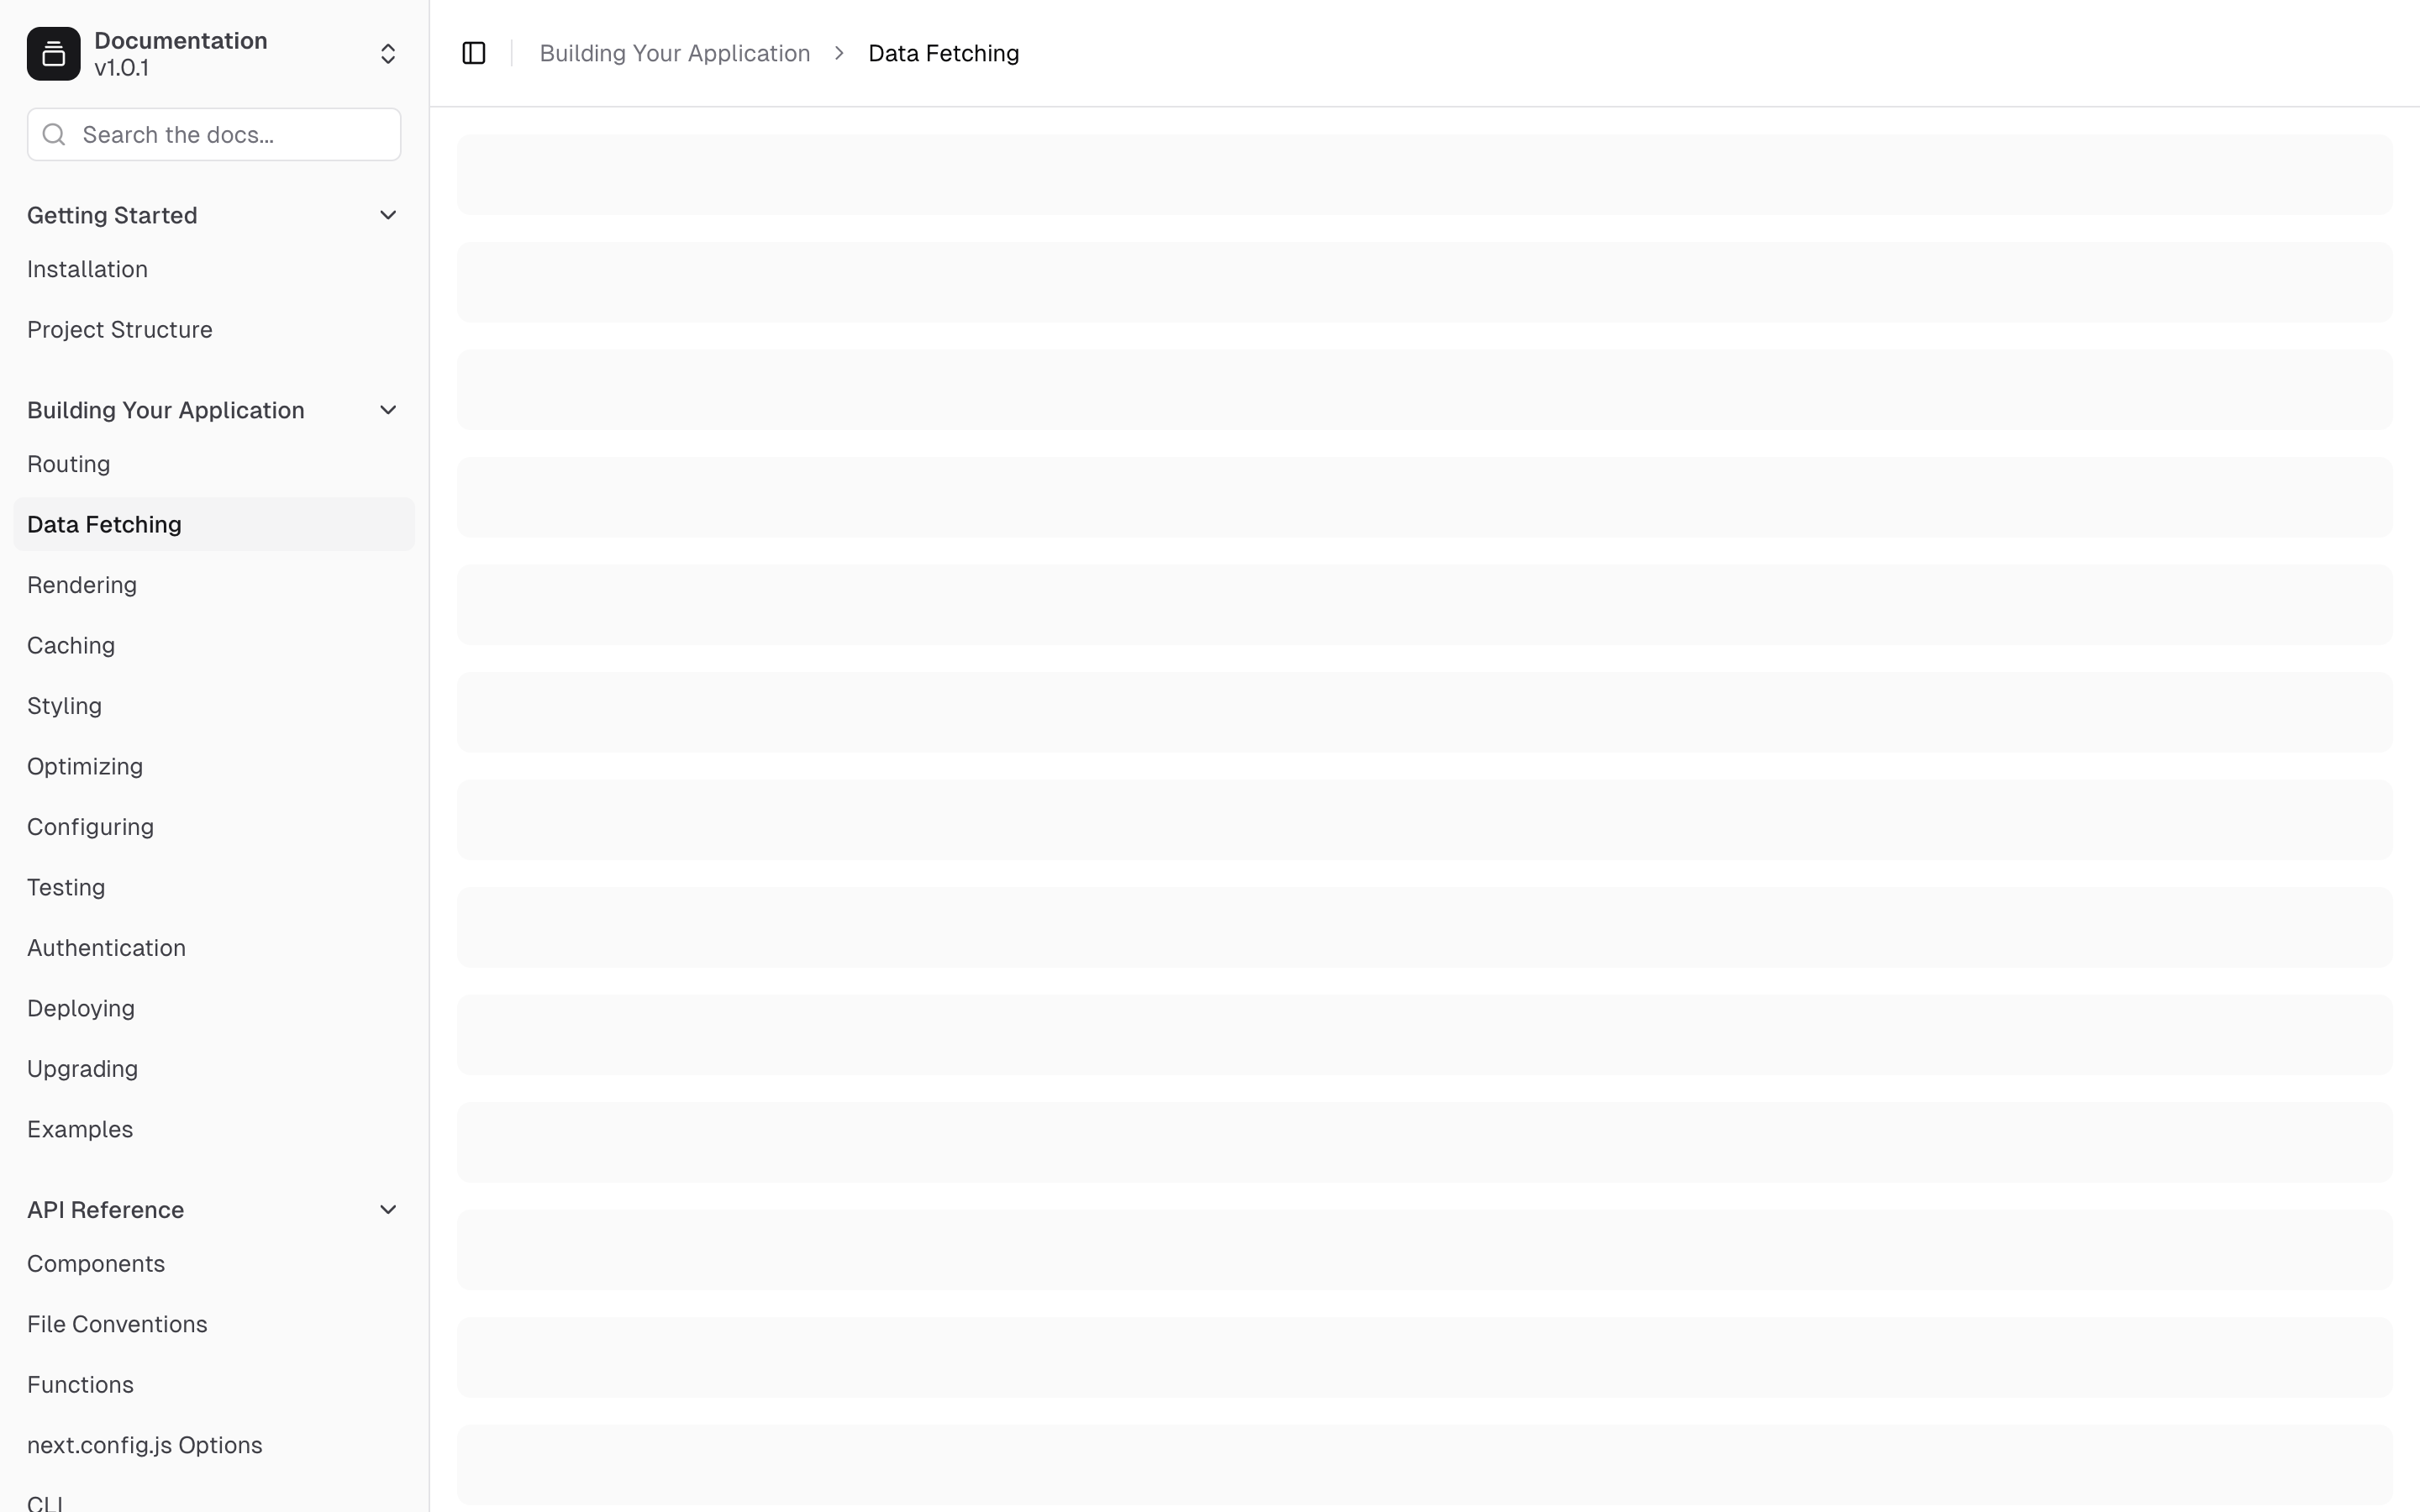 Documentation
v1.0.1
Search the docs...
Getting Started
Installation
Project Structure
Building Your Application
Routing
Data Fetching
Rendering
Caching
Styling
Optimizing
Configuring
Testing
Authentication
Deploying
Upgrading
Examples
API Reference
Components
File Conventions
Functions
next.config.js Options
CLI
Building Your Application
Data Fetching